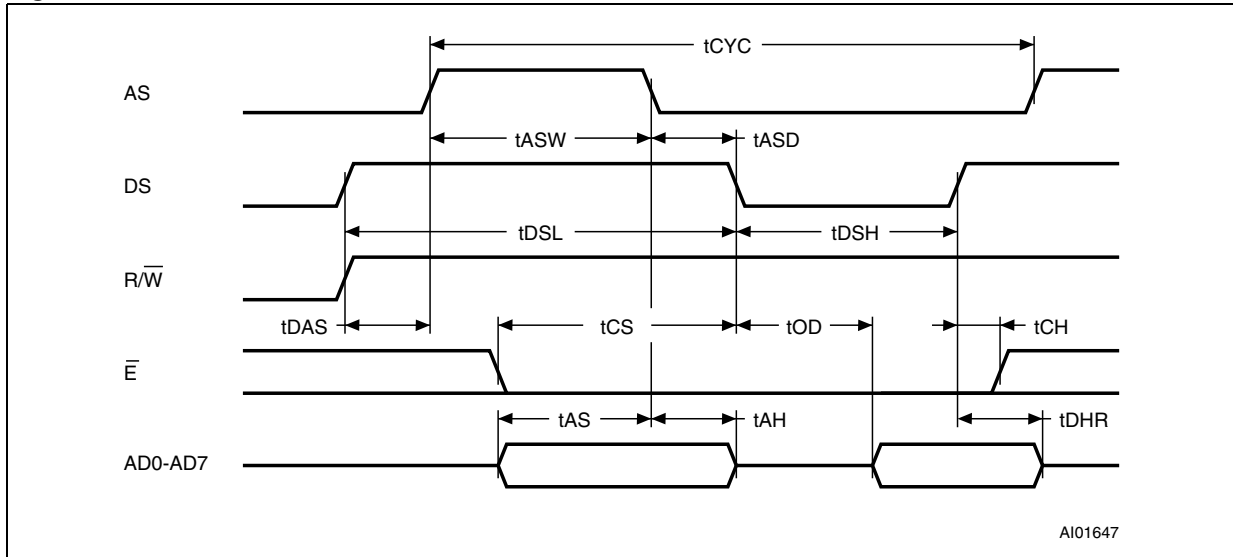 tCYC
AS
tASW
tASD
DS
tDSL
tDSH
R/W̅
tDAS
tCS
tOD
tCH
E̅
tAS
tAH
tDHR
AD0-AD7
AI01647